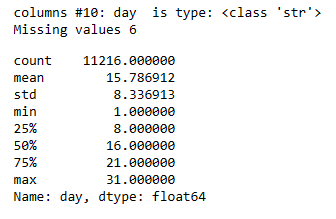 columns #10: day  is type: <class 'str'>
Missing values 6
count    11216.000000
mean        15.786912
std          8.336913
min          1.000000
25%          8.000000
50%         16.000000
75%         21.000000
max         31.000000
Name: day, dtype: float64